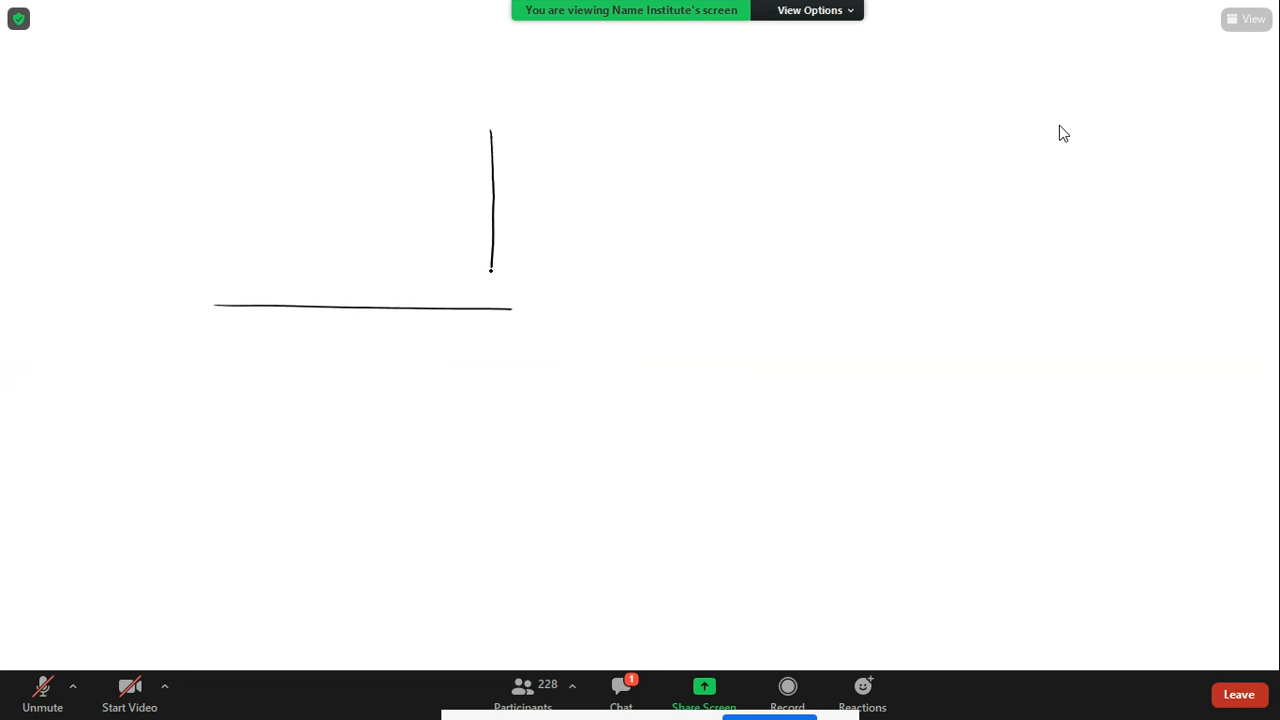 You are viewing Name Institute's screen View Options
View
Unmute Start Video Participants 228 Chat 1 Share Screen Record Reactions Leave